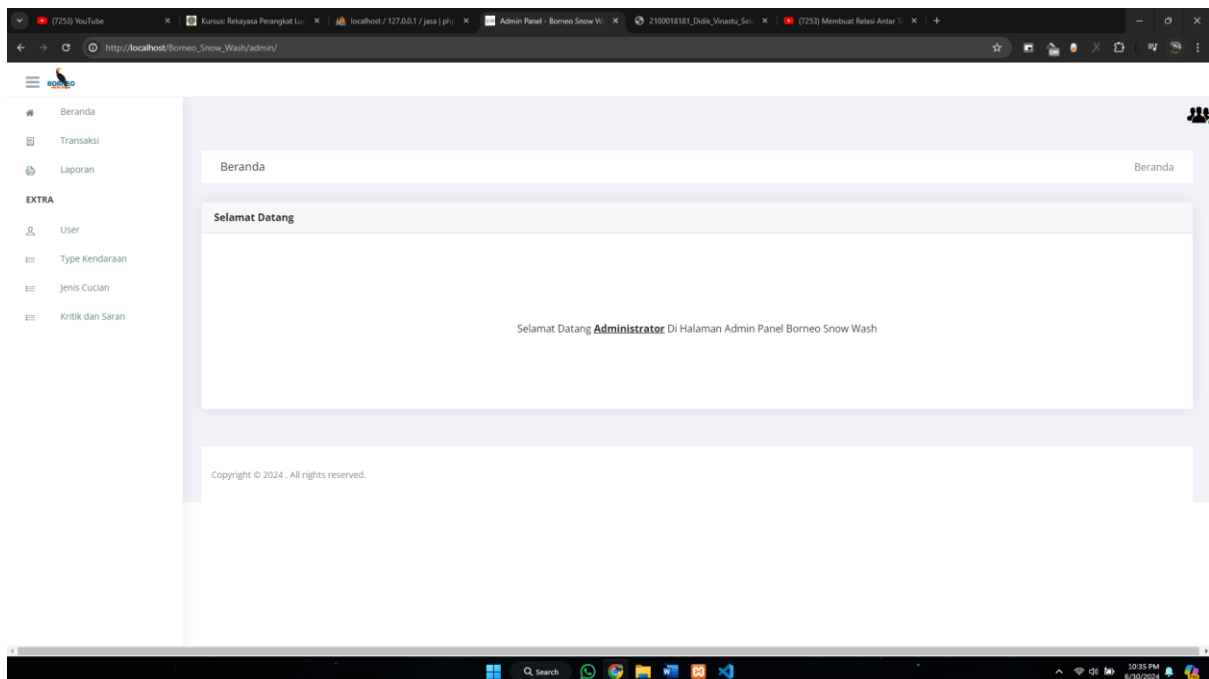 (7253) YouTube
Kursus: Rekayasa Perangkat Lun
localhost / 127.0.0.1 / jasa | php
Admin Panel - Borneo Snow W
2100018181_Didik_Vinastu_Sel
(7253) Membuat Relasi Antar T
http://localhost/Borneo_Snow_Wash/admin/
BORNEO
Beranda
Transaksi
Laporan
EXTRA
User
Type Kendaraan
Jenis Cucian
Kritik dan Saran
Beranda
Beranda
Selamat Datang
Selamat Datang Administrator Di Halaman Admin Panel Borneo Snow Wash
Copyright © 2024 . All rights reserved.
Search
10:35 PM
6/30/2024